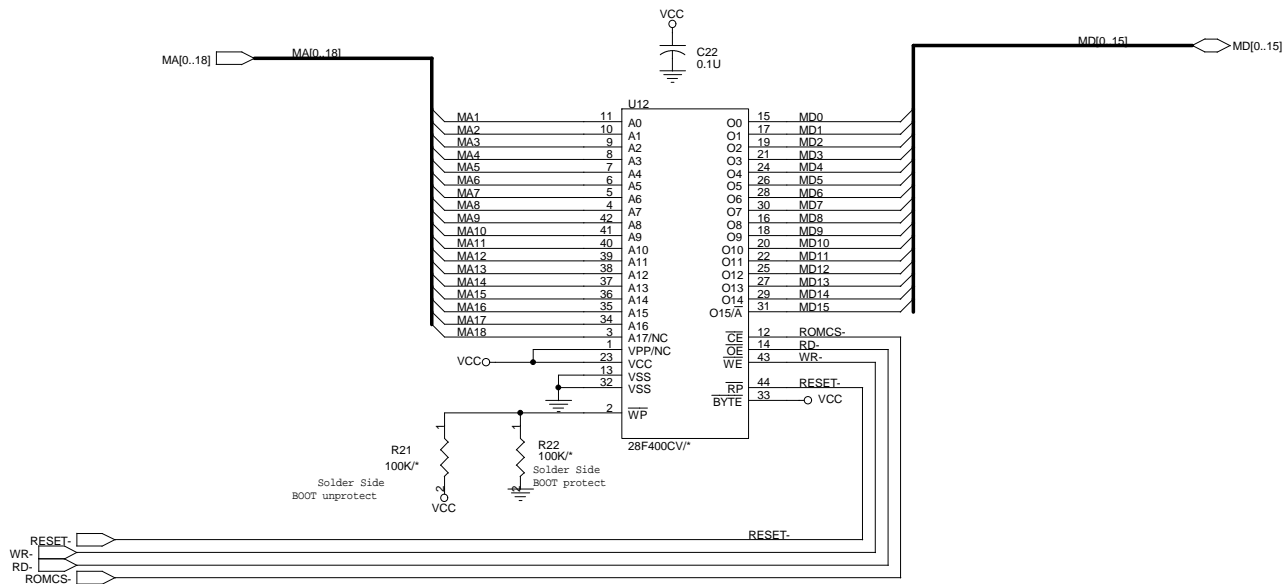 VCC
C22
0.1U
MA[0..18]
MA[0..18]
MD[0..15]
MD[0..15]
U12
MA1 11 A0 O0 15 MD0
MA2 10 A1 O1 17 MD1
MA3 9 A2 O2 19 MD2
MA4 8 A3 O3 21 MD3
MA5 7 A4 O4 24 MD4
MA6 6 A5 O5 26 MD5
MA7 5 A6 O6 28 MD6
MA8 4 A7 O7 30 MD7
MA9 42 A8 O8 16 MD8
MA10 41 A9 O9 18 MD9
MA11 40 A10 O10 20 MD10
MA12 39 A11 O11 22 MD11
MA13 38 A12 O12 25 MD12
MA14 37 A13 O13 27 MD13
MA15 36 A14 O14 29 MD14
MA16 35 A15 O15/A 31 MD15
MA17 34 A16
MA18 3 A17/NC CE 12 ROMCS-
1 VPP/NC OE 14 RD-
VCC 23 VCC WE 43 WR-
13 VSS
32 VSS RP 44 RESET-
BYTE 33 VCC
2 WP
28F400CV/*
1
R21
100K/*
2
Solder Side
BOOT unprotect
VCC
1
R22
100K/*
2
Solder Side
BOOT protect
RESET- RESET-
WR-
RD-
ROMCS-